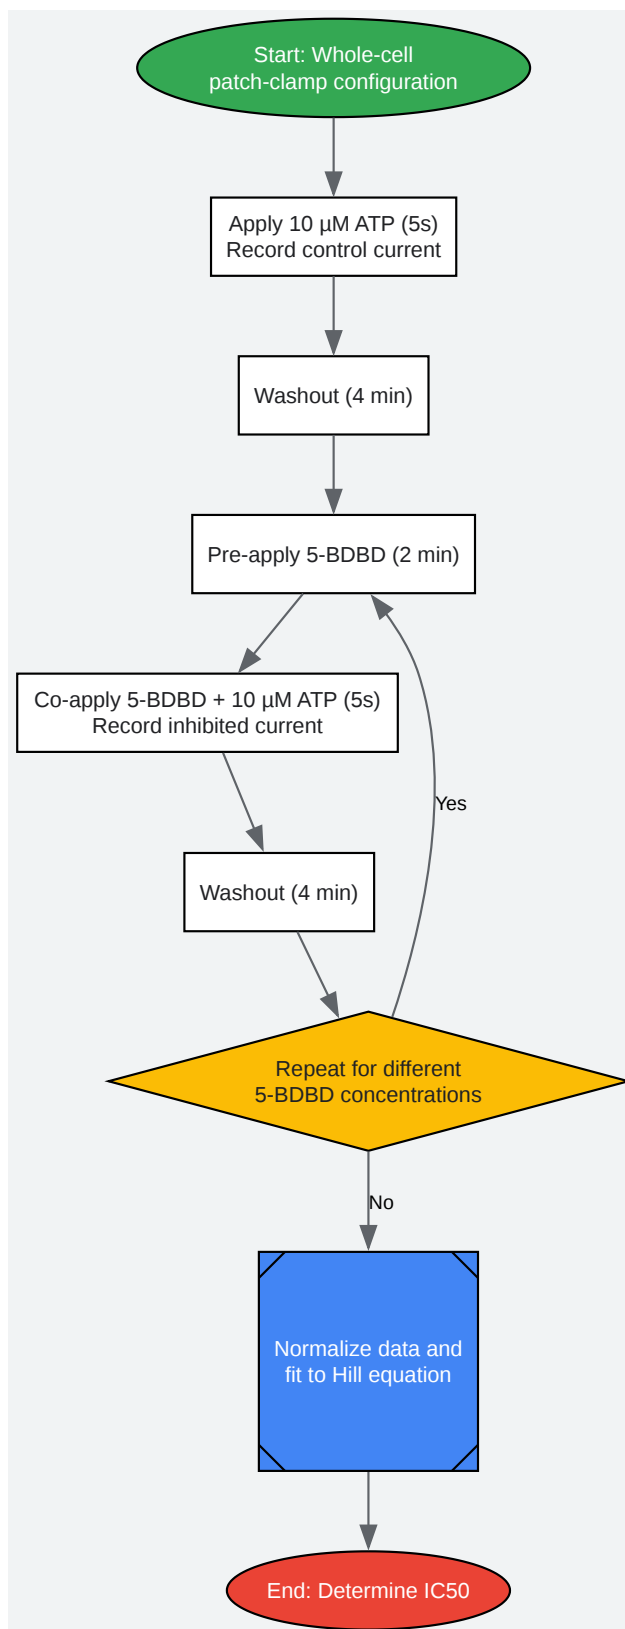 Start: Whole-cell
patch-clamp configuration
Apply 10 µM ATP (5s)
Record control current
Washout (4 min)
Pre-apply 5-BDBD (2 min)
Co-apply 5-BDBD + 10 µM ATP (5s)
Record inhibited current
Yes
Washout (4 min)
Repeat for different
5-BDBD concentrations
No
Normalize data and
fit to Hill equation
End: Determine IC50